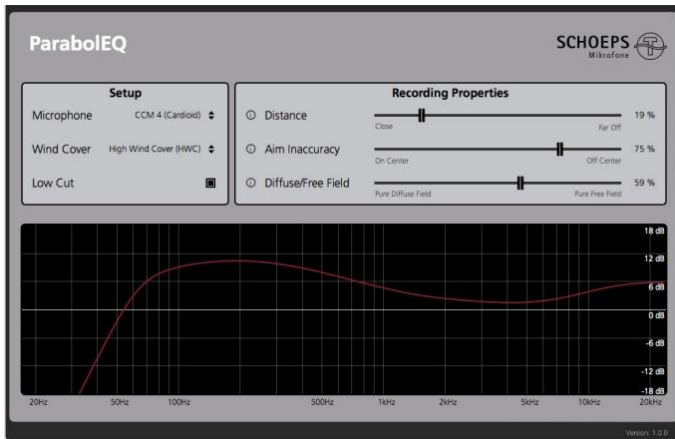 ParabolEQ
SCHOEPS
Mikrofone
Setup
Microphone CCM 4 (Cardioid)
Wind Cover High Wind Cover (HWC)
Low Cut
Recording Properties
Distance 19 %
Close Far Off
Aim Inaccuracy 75 %
On Center Off Center
Diffuse/Free Field 59 %
Pure Diffuse Field Pure Free Field
18 dB
12 dB
6 dB
0 dB
-6 dB
-12 dB
-18 dB
20Hz 50Hz 100Hz 500Hz 1kHz 2kHz 5kHz 10kHz 20kHz
Version: 1.0.0